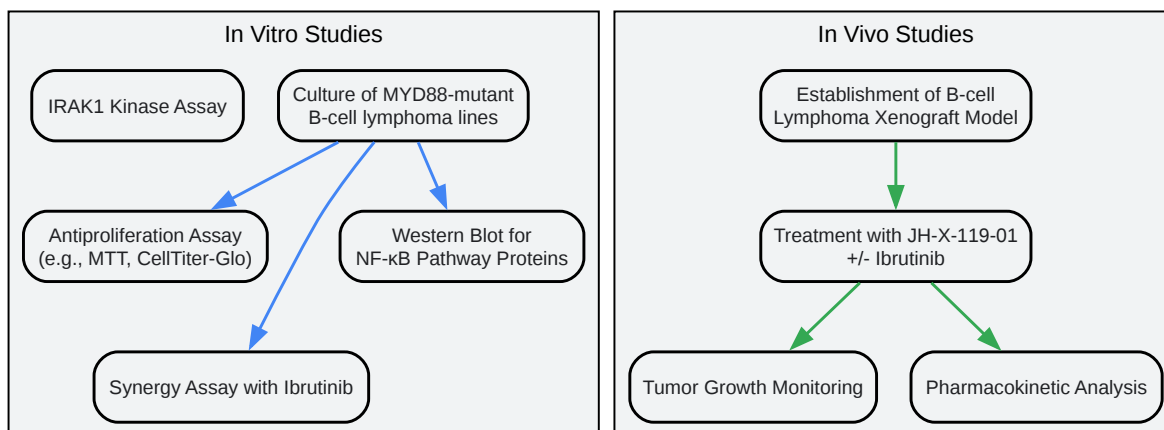 In Vitro Studies
IRAK1 Kinase Assay
Culture of MYD88-mutant
B-cell lymphoma lines
Antiproliferation Assay
(e.g., MTT, CellTiter-Glo)
Western Blot for
NF-κB Pathway Proteins
Synergy Assay with Ibrutinib
In Vivo Studies
Establishment of B-cell
Lymphoma Xenograft Model
Treatment with JH-X-119-01
+/- Ibrutinib
Tumor Growth Monitoring
Pharmacokinetic Analysis